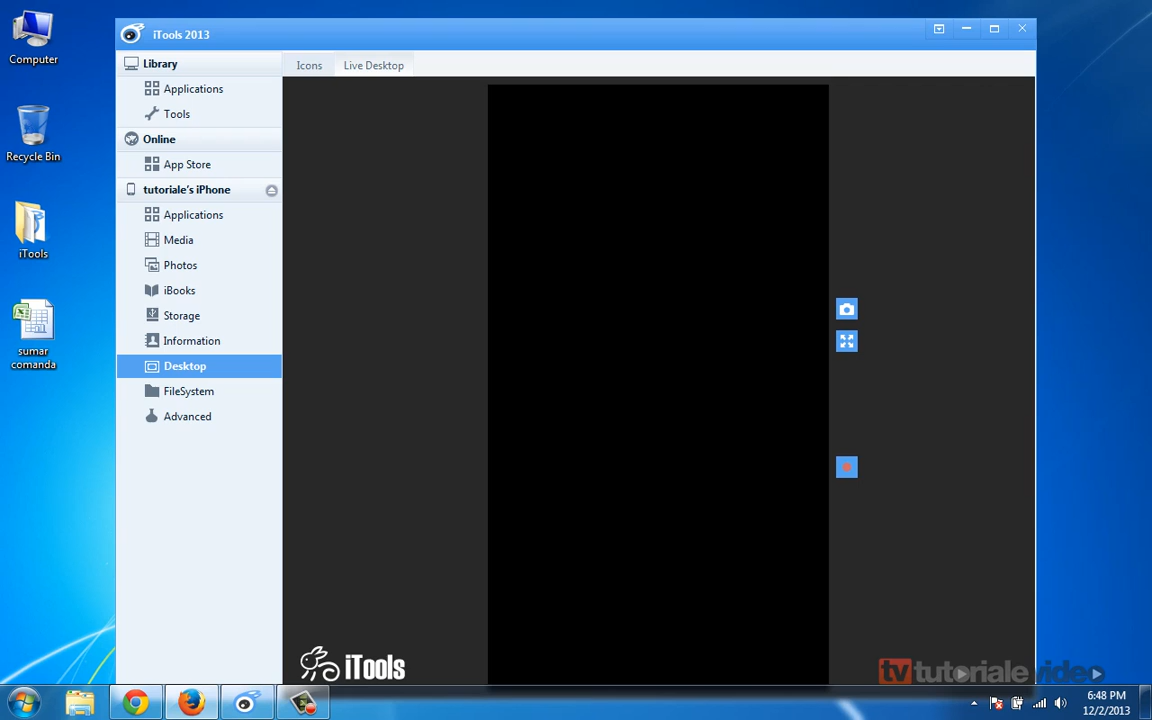 Computer
Recycle Bin
iTools
sumar
comanda
iTools 2013
Library
Applications
Tools
Online
App Store
tutoriale's iPhone
Applications
Media
Photos
iBooks
Storage
Information
Desktop
FileSystem
Advanced
Icons
Live Desktop
iTools
tv tutoriale video
6:48 PM
12/2/2013